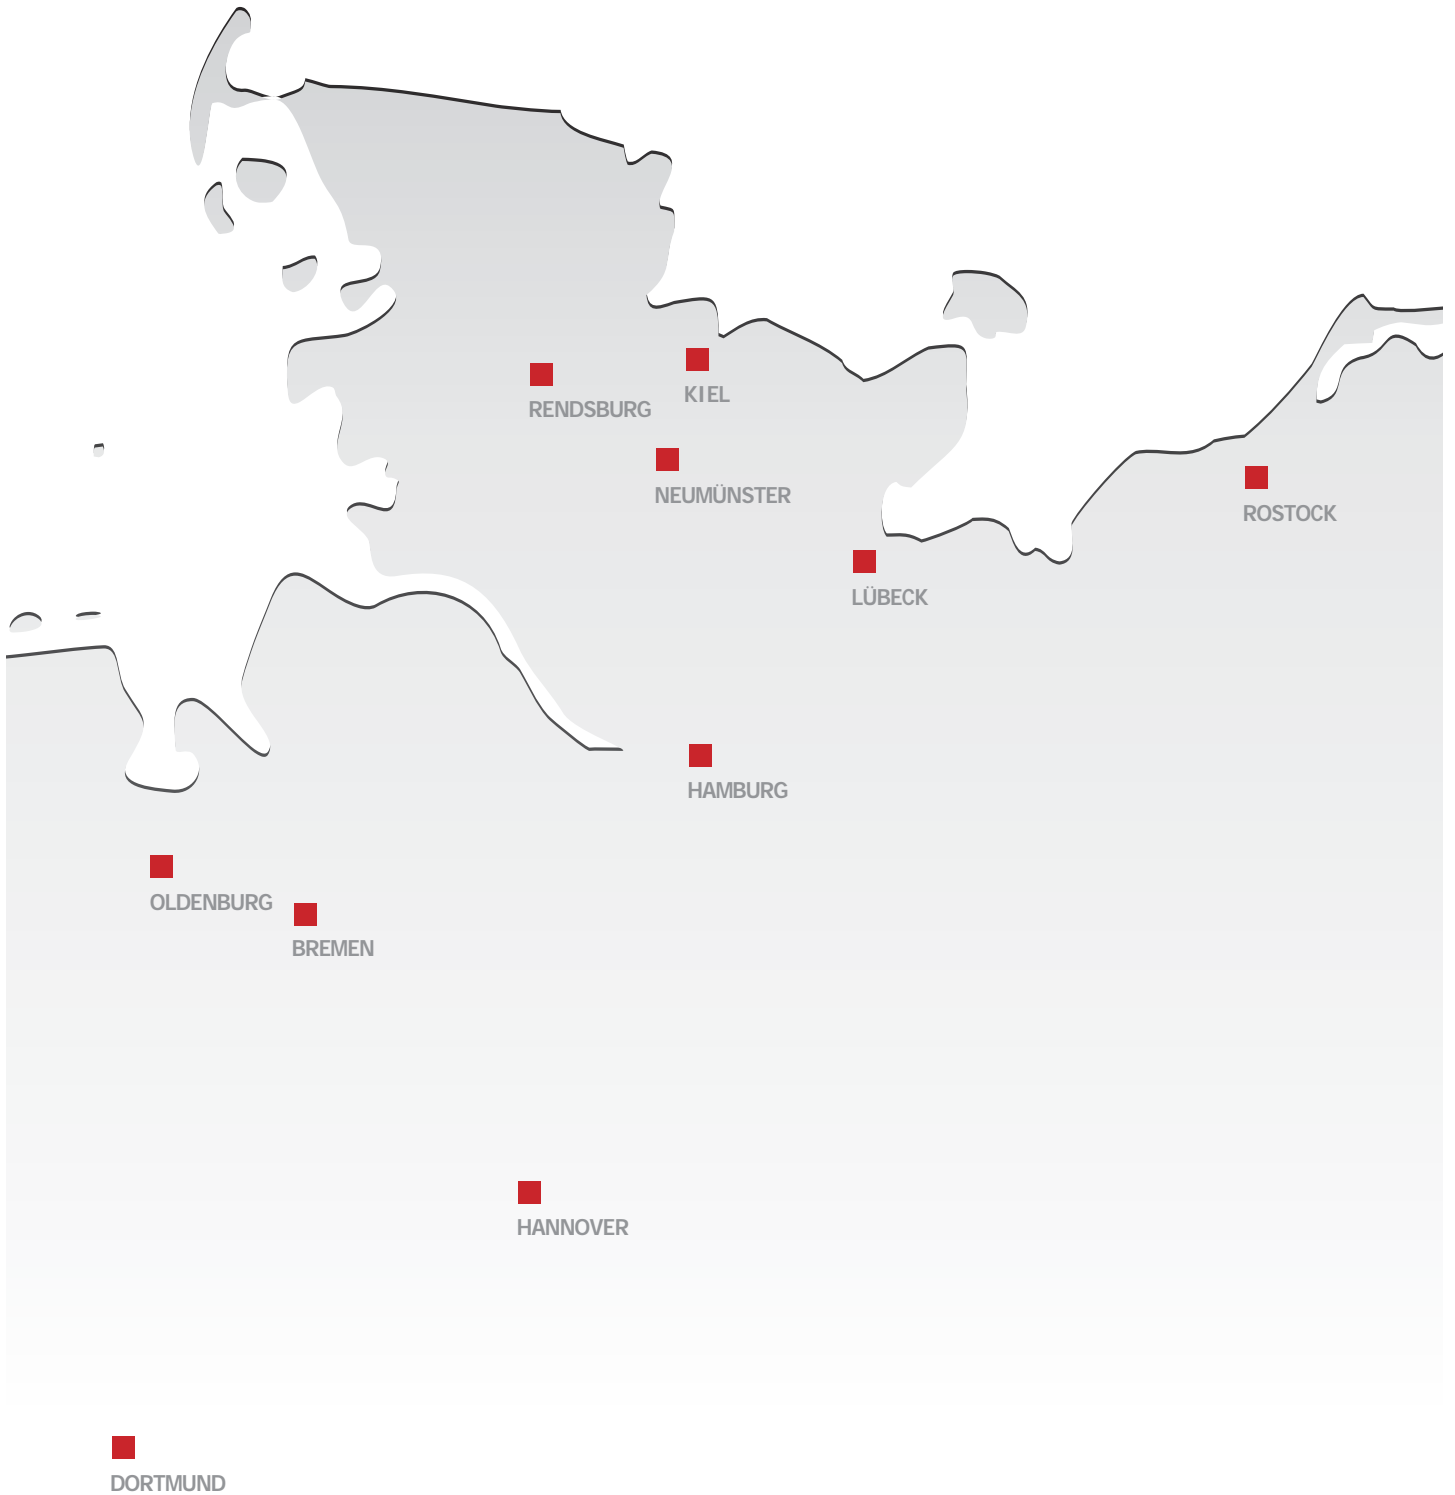 KIEL
RENDSBURG
NEUMÜNSTER
ROSTOCK
LÜBECK
HAMBURG
OLDENBURG
BREMEN
HANNOVER
DORTMUND